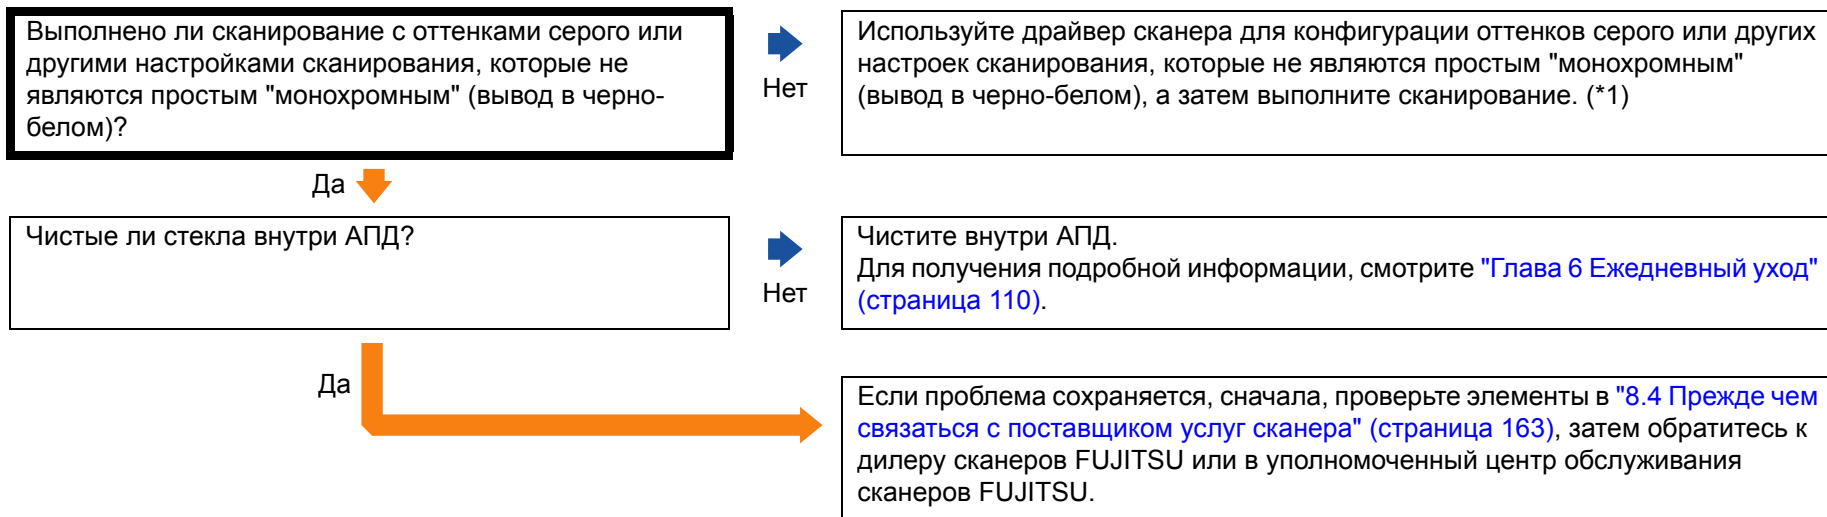 Выполнено ли сканирование с оттенками серого или
другими настройками сканирования, которые не
являются простым "монохромным" (вывод в черно-
белом)?
Нет
Используйте драйвер сканера для конфигурации оттенков серого или других
настроек сканирования, которые не являются простым "монохромным"
(вывод в черно-белом), а затем выполните сканирование. (*1)
Да
Чистые ли стекла внутри АПД?
Нет
Чистите внутри АПД.
Для получения подробной информации, смотрите "Глава 6 Ежедневный уход"
(страница 110).
Да
Если проблема сохраняется, сначала, проверьте элементы в "8.4 Прежде чем
связаться с поставщиком услуг сканера" (страница 163), затем обратитесь к
дилеру сканеров FUJITSU или в уполномоченный центр обслуживания
сканеров FUJITSU.